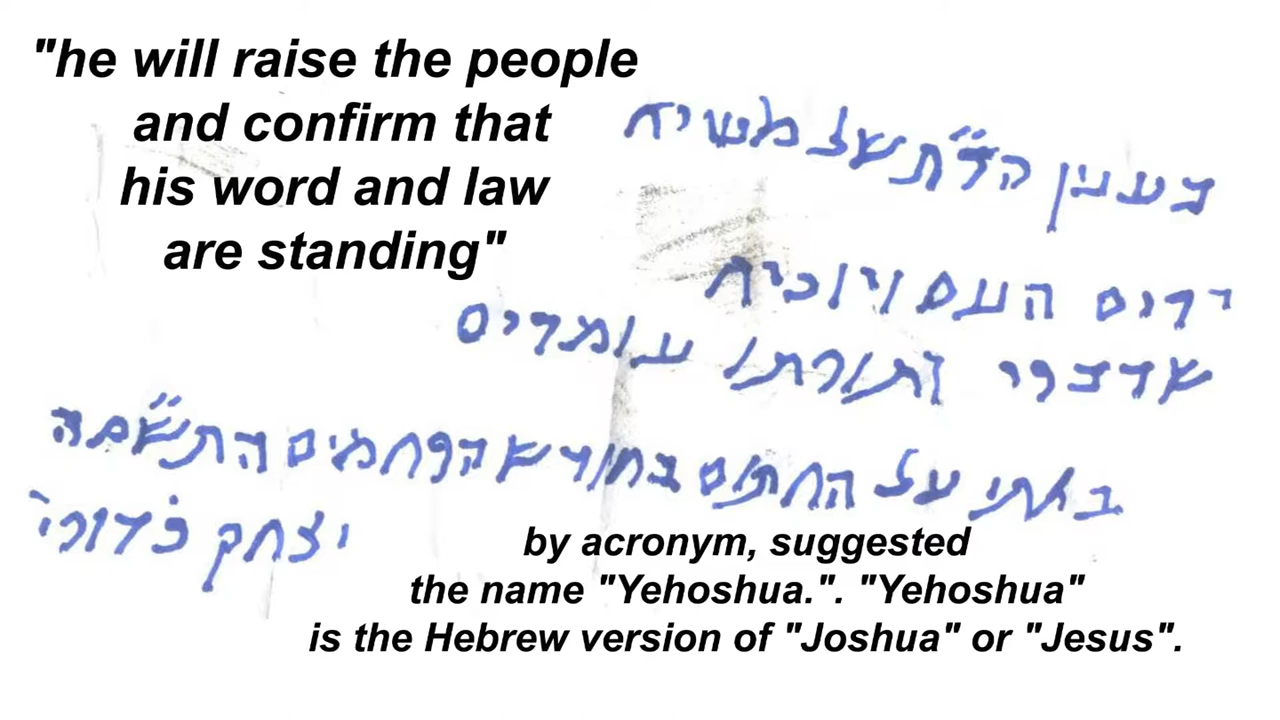 "he will raise the people
and confirm that
his word and law
are standing"
בענין הר"ת של משיח
ירים העם ויוכיח
שדברו ותורתו עומדים
באתי על החתום בחודש הרחמים התשס"ה
יצחק כדורי
by acronym, suggested
the name "Yehoshua.". "Yehoshua"
is the Hebrew version of "Joshua" or "Jesus".